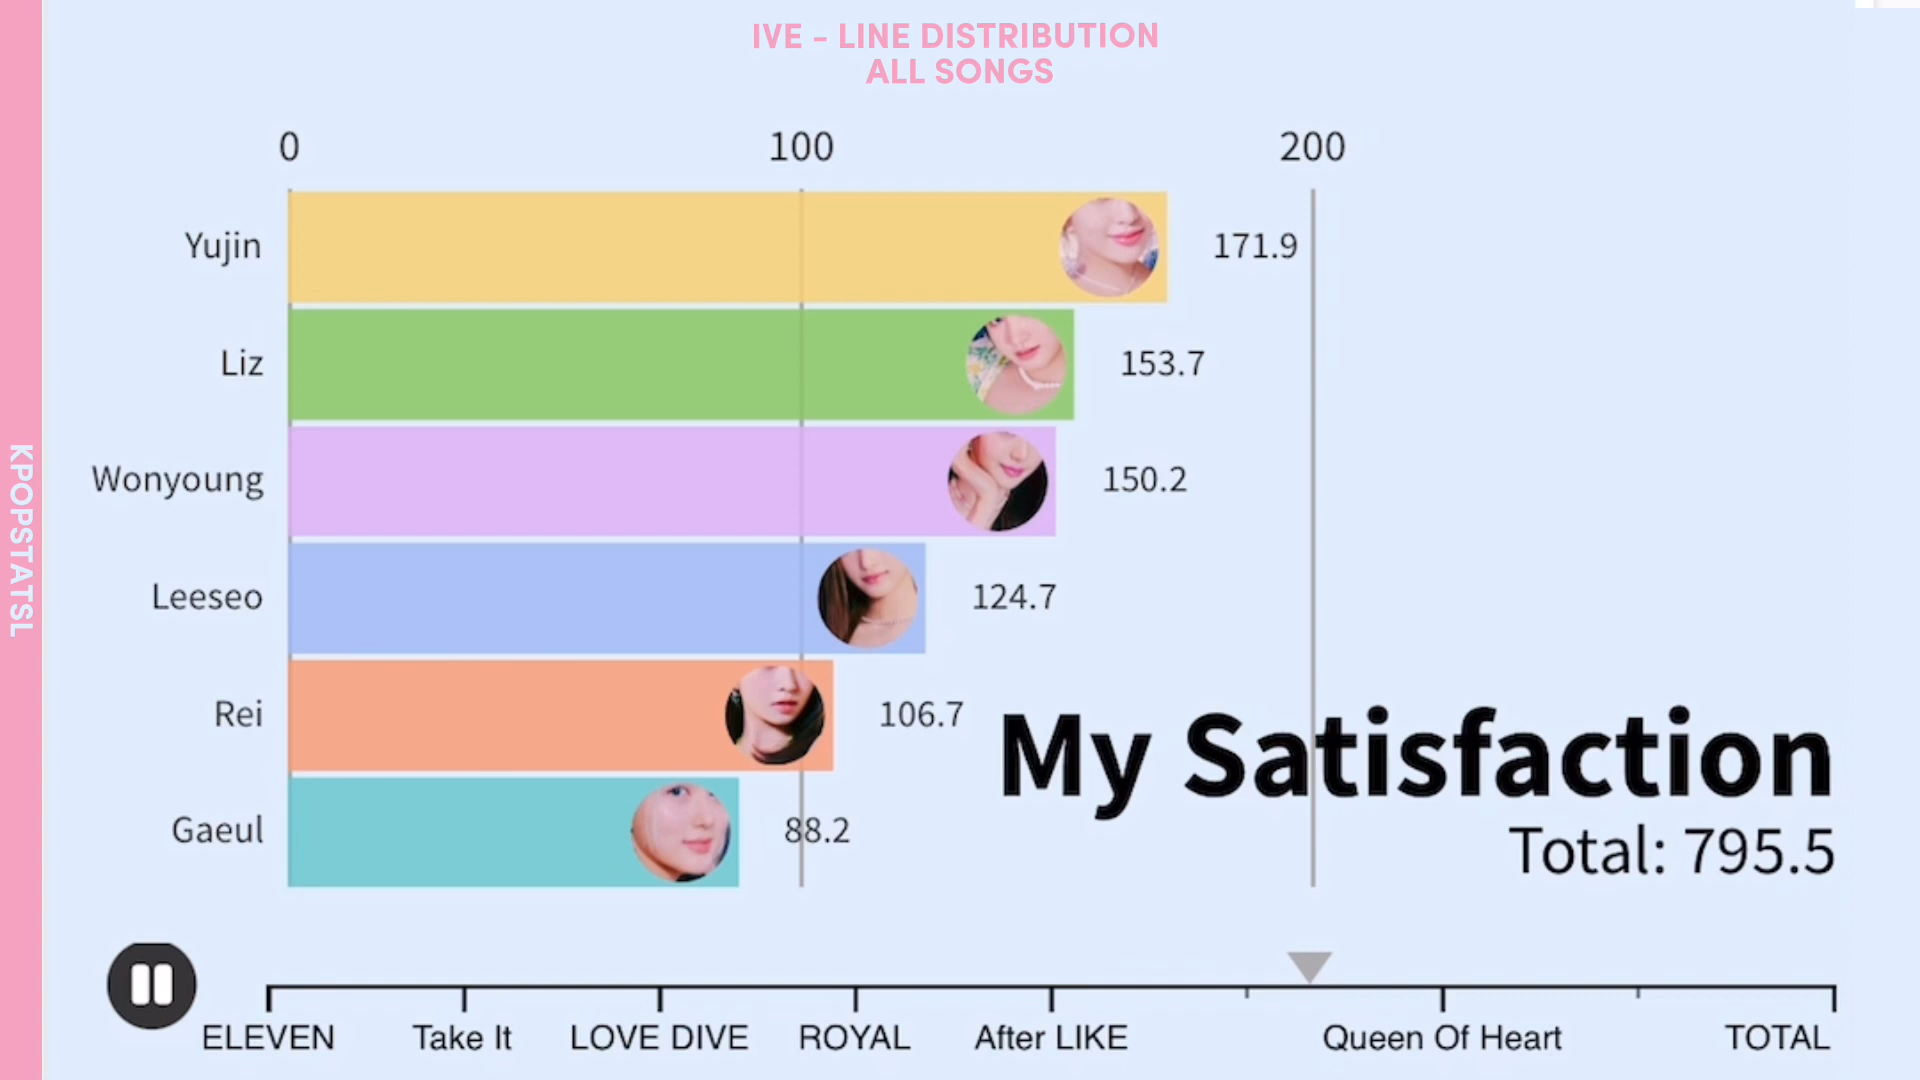 IVE - LINE DISTRIBUTION
ALL SONGS
0 100 200
Yujin 171.9
Liz 153.7
Wonyoung 150.2
Leeseo 124.7
Rei 106.7
Gaeul 88.2
My Satisfaction
Total: 795.5
ELEVEN Take It LOVE DIVE ROYAL After LIKE Queen Of Heart TOTAL
KPOPSTATSL